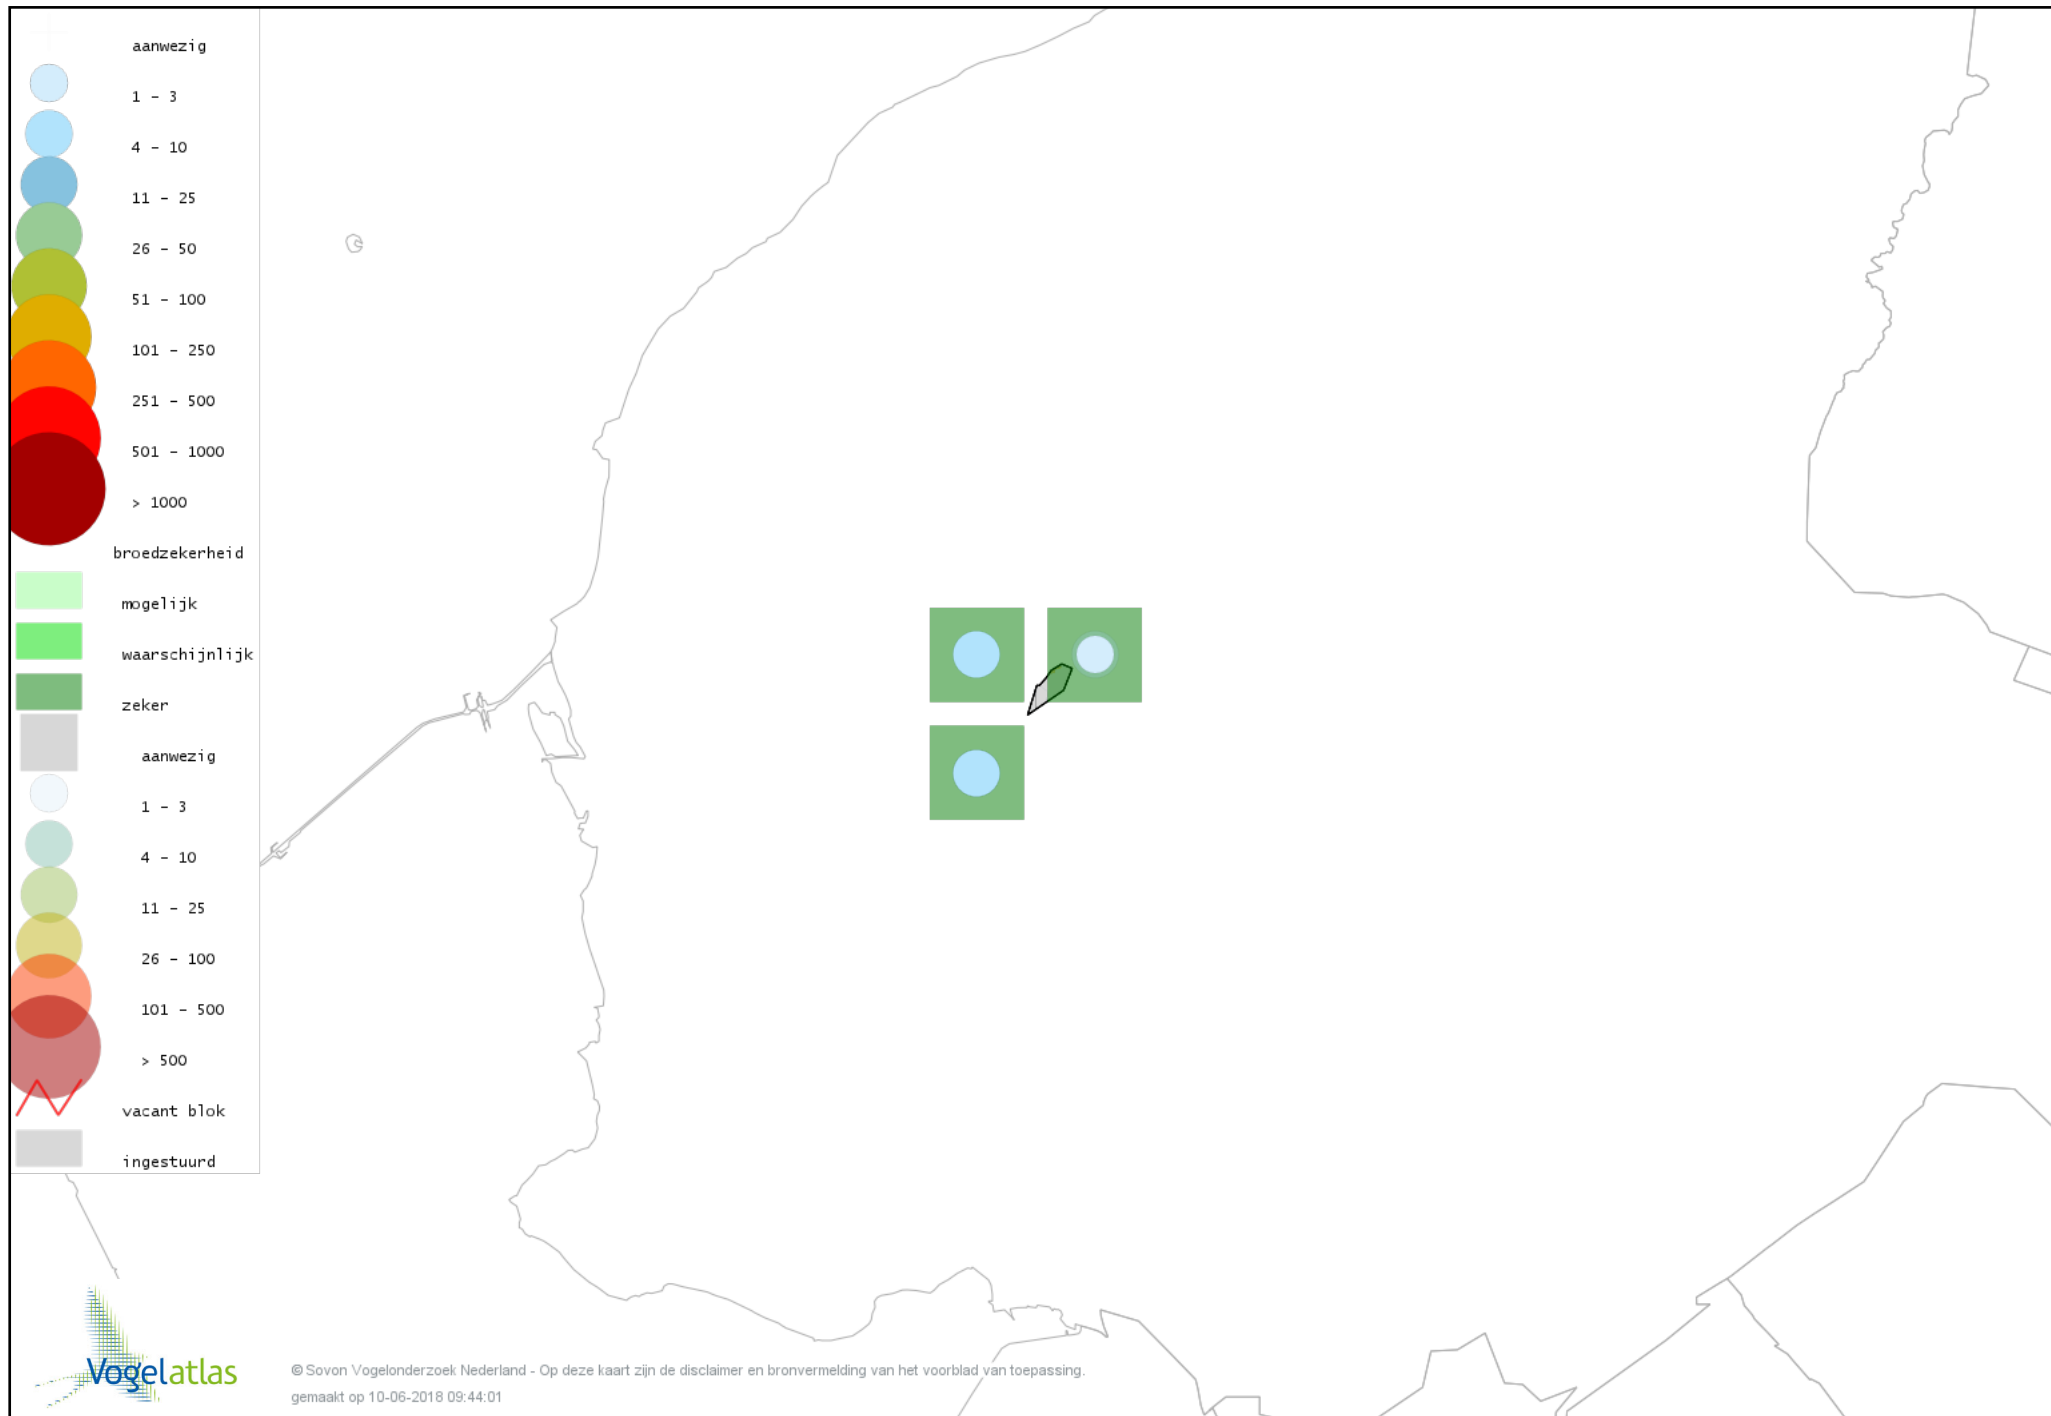 aanwezig
1 - 3
4 - 10
11 - 25
26 - 50
51 - 100
101 - 250
251 - 500
501 - 1000
> 1000
broedzekerheid
mogelijk
waarschijnlijk
zeker
aanwezig
1 - 3
4 - 10
11 - 25
26 - 100
101 - 500
> 500
vacant blok
ingestuurd
Vogelatlas
© Sovon Vogelonderzoek Nederland - Op deze kaart zijn de disclaimer en bronvermelding van het voorblad van toepassing.
gemaakt op 10-06-2018 09:44:01